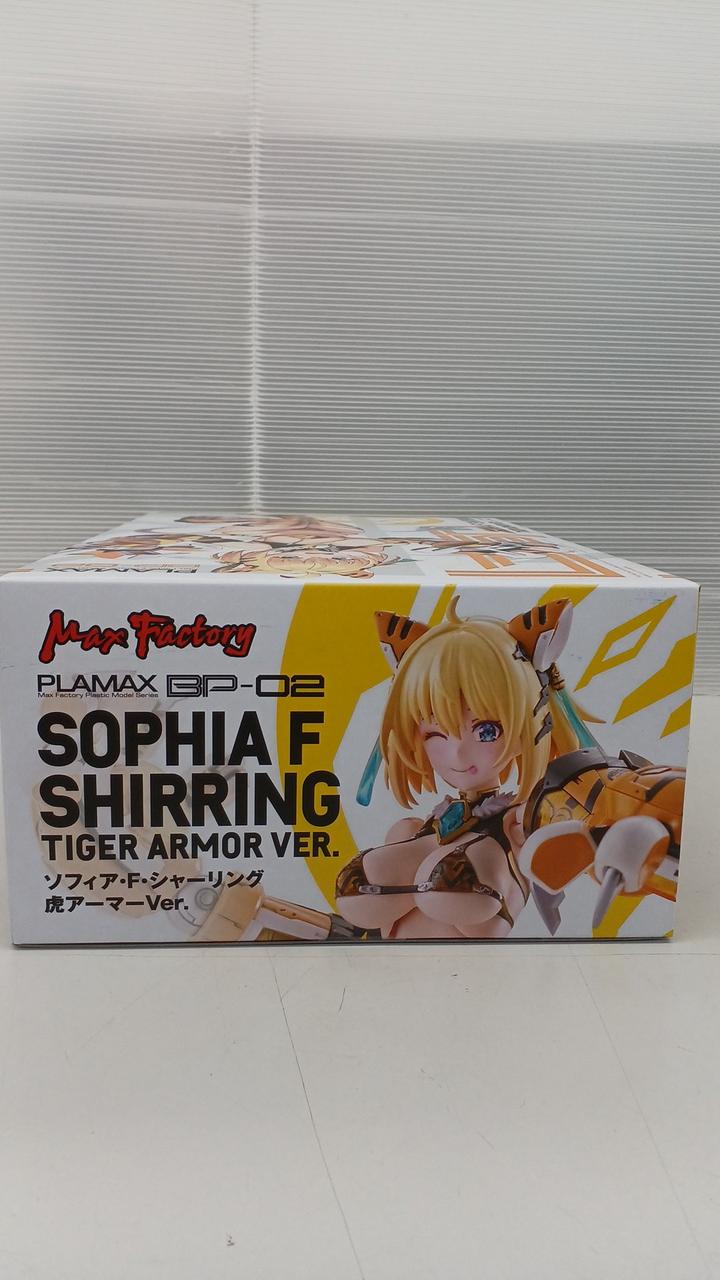 PLAMAX
Max Factory
PLAMAX BP-02
Max Factory Plastic Model Series
SOPHIA F
SHIRRING
TIGER ARMOR VER.
ソフィア・F・シャーリング
虎アーマーVer.